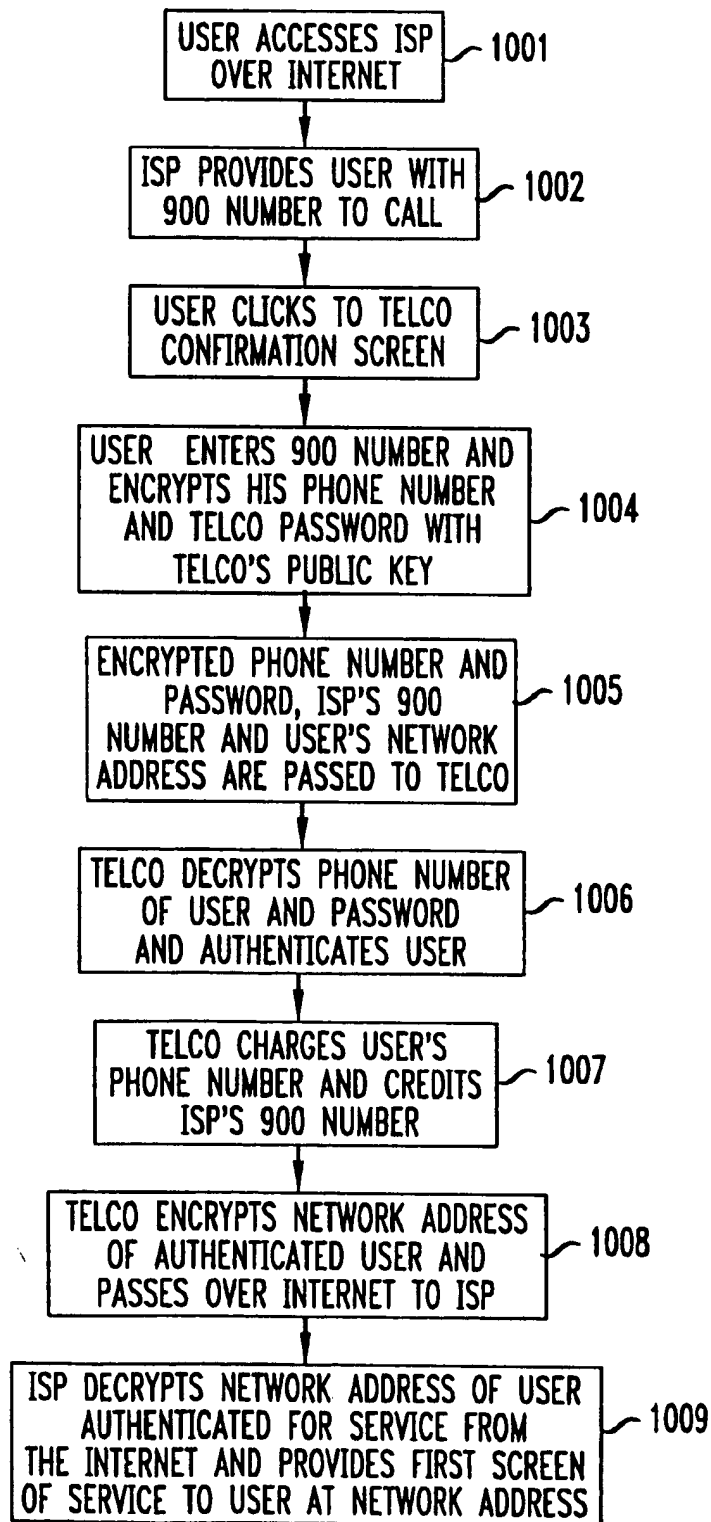 USER ACCESSES ISP
OVER INTERNET
1001
ISP PROVIDES USER WITH
900 NUMBER TO CALL
1002
USER CLICKS TO TELCO
CONFIRMATION SCREEN
1003
USER ENTERS 900 NUMBER AND
ENCRYPTS HIS PHONE NUMBER
AND TELCO PASSWORD WITH
TELCO'S PUBLIC KEY
1004
ENCRYPTED PHONE NUMBER AND
PASSWORD, ISP'S 900
NUMBER AND USER'S NETWORK
ADDRESS ARE PASSED TO TELCO
1005
TELCO DECRYPTS PHONE NUMBER
OF USER AND PASSWORD
AND AUTHENTICATES USER
1006
TELCO CHARGES USER'S
PHONE NUMBER AND CREDITS
ISP'S 900 NUMBER
1007
TELCO ENCRYPTS NETWORK ADDRESS
OF AUTHENTICATED USER AND
PASSES OVER INTERNET TO ISP
1008
ISP DECRYPTS NETWORK ADDRESS OF USER
AUTHENTICATED FOR SERVICE FROM
THE INTERNET AND PROVIDES FIRST SCREEN
OF SERVICE TO USER AT NETWORK ADDRESS
1009